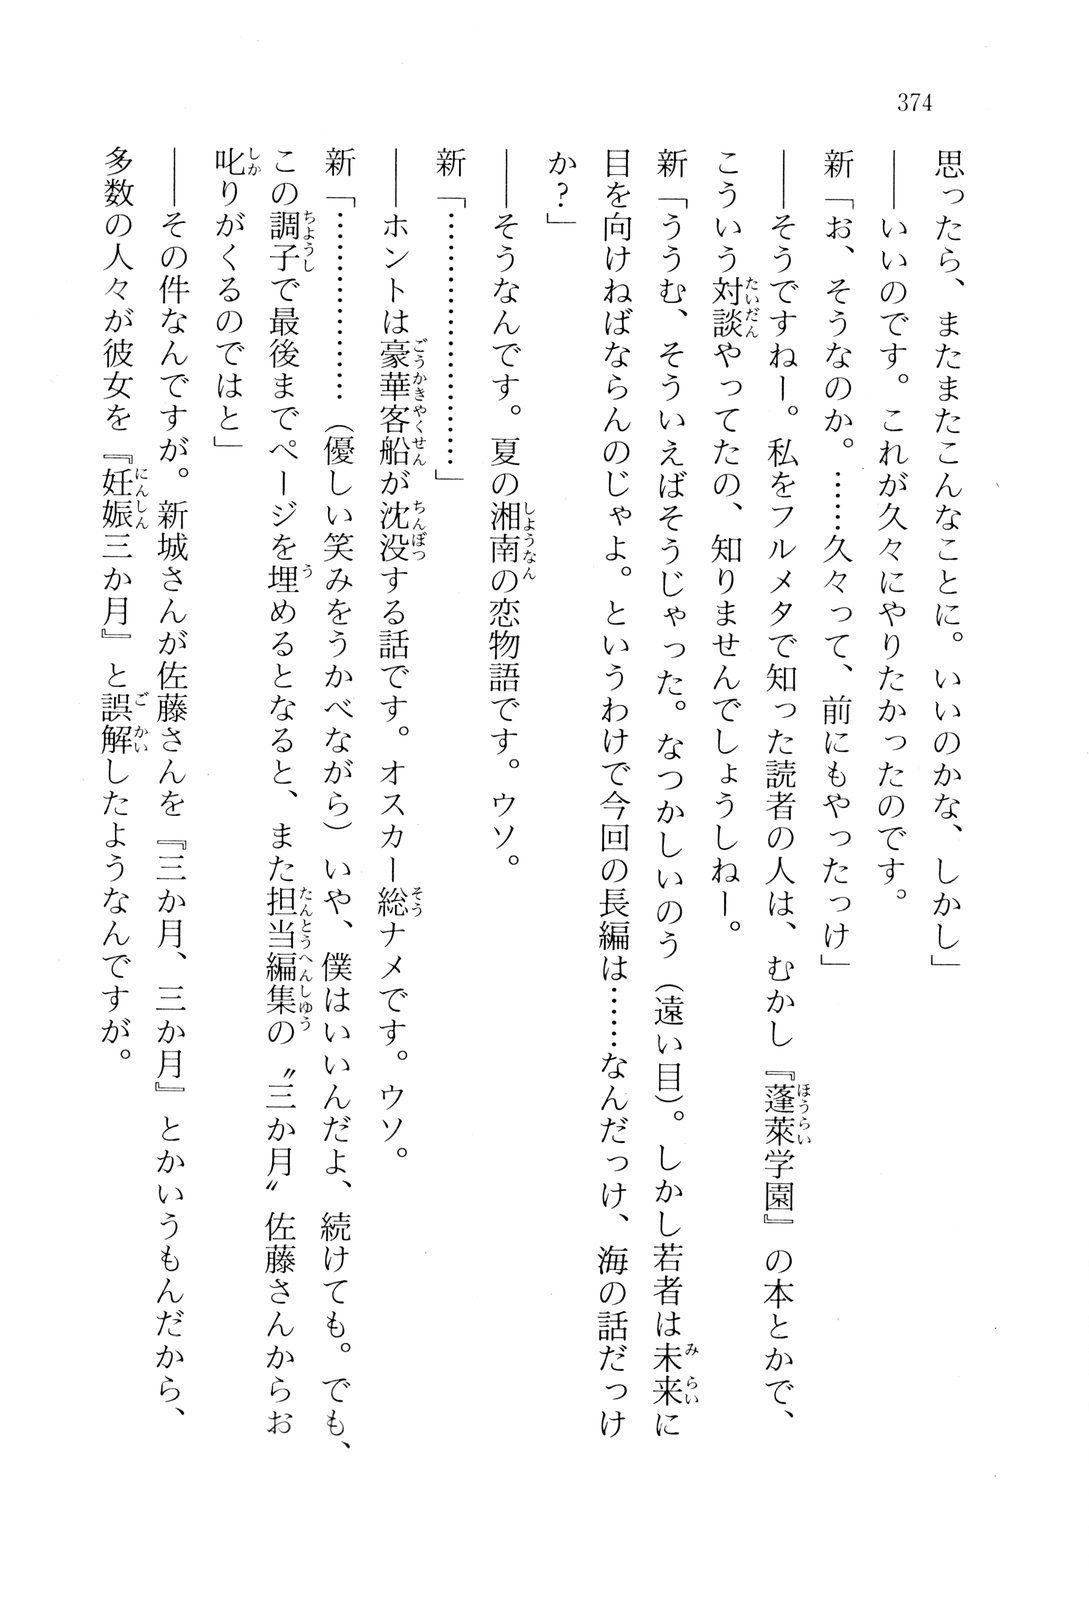 374
思ったら、またまたこんなことに。いいのかな、しかし」
――いいのです。これが久々にやりたかったのです。
新「お、そうなのか。……久々って、前にもやったっけ」
――そうですねー。私をフルメタで知った読者の人は、むかし『蓬萊学園』の本とかで、
こういう対談やってたの、知りませんでしょうしねー。
新「ううむ、そういえばそうじゃった。なつかしいのう（遠い目）。しかし若者は未来に
目を向けねばならんのじゃよ。というわけで今回の長編は……なんだっけ、海の話だっけ
か？」
――そうなんです。夏の湘南の恋物語です。ウソ。
新「…………………」
――ホントは豪華客船が沈没する話です。オスカー総ナメです。ウソ。
新「………………（優しい笑みをうかべながら）いや、僕はいいんだよ、続けても。でも、
この調子で最後までページを埋めるとなると、また担当編集の〝三か月〟佐藤さんからお
叱りがくるのではと」
――その件なんですが。新城さんが佐藤さんを『三か月、三か月』とかいうもんだから、
多数の人々が彼女を『妊娠三か月』と誤解したようなんですが。